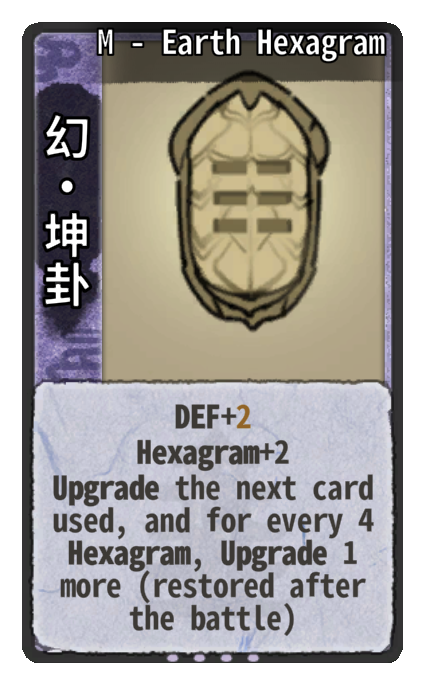 M - Earth Hexagram
幻・坤卦
DEF+2
Hexagram+2
Upgrade the next card
used, and for every 4
Hexagram, Upgrade 1
more (restored after
the battle)